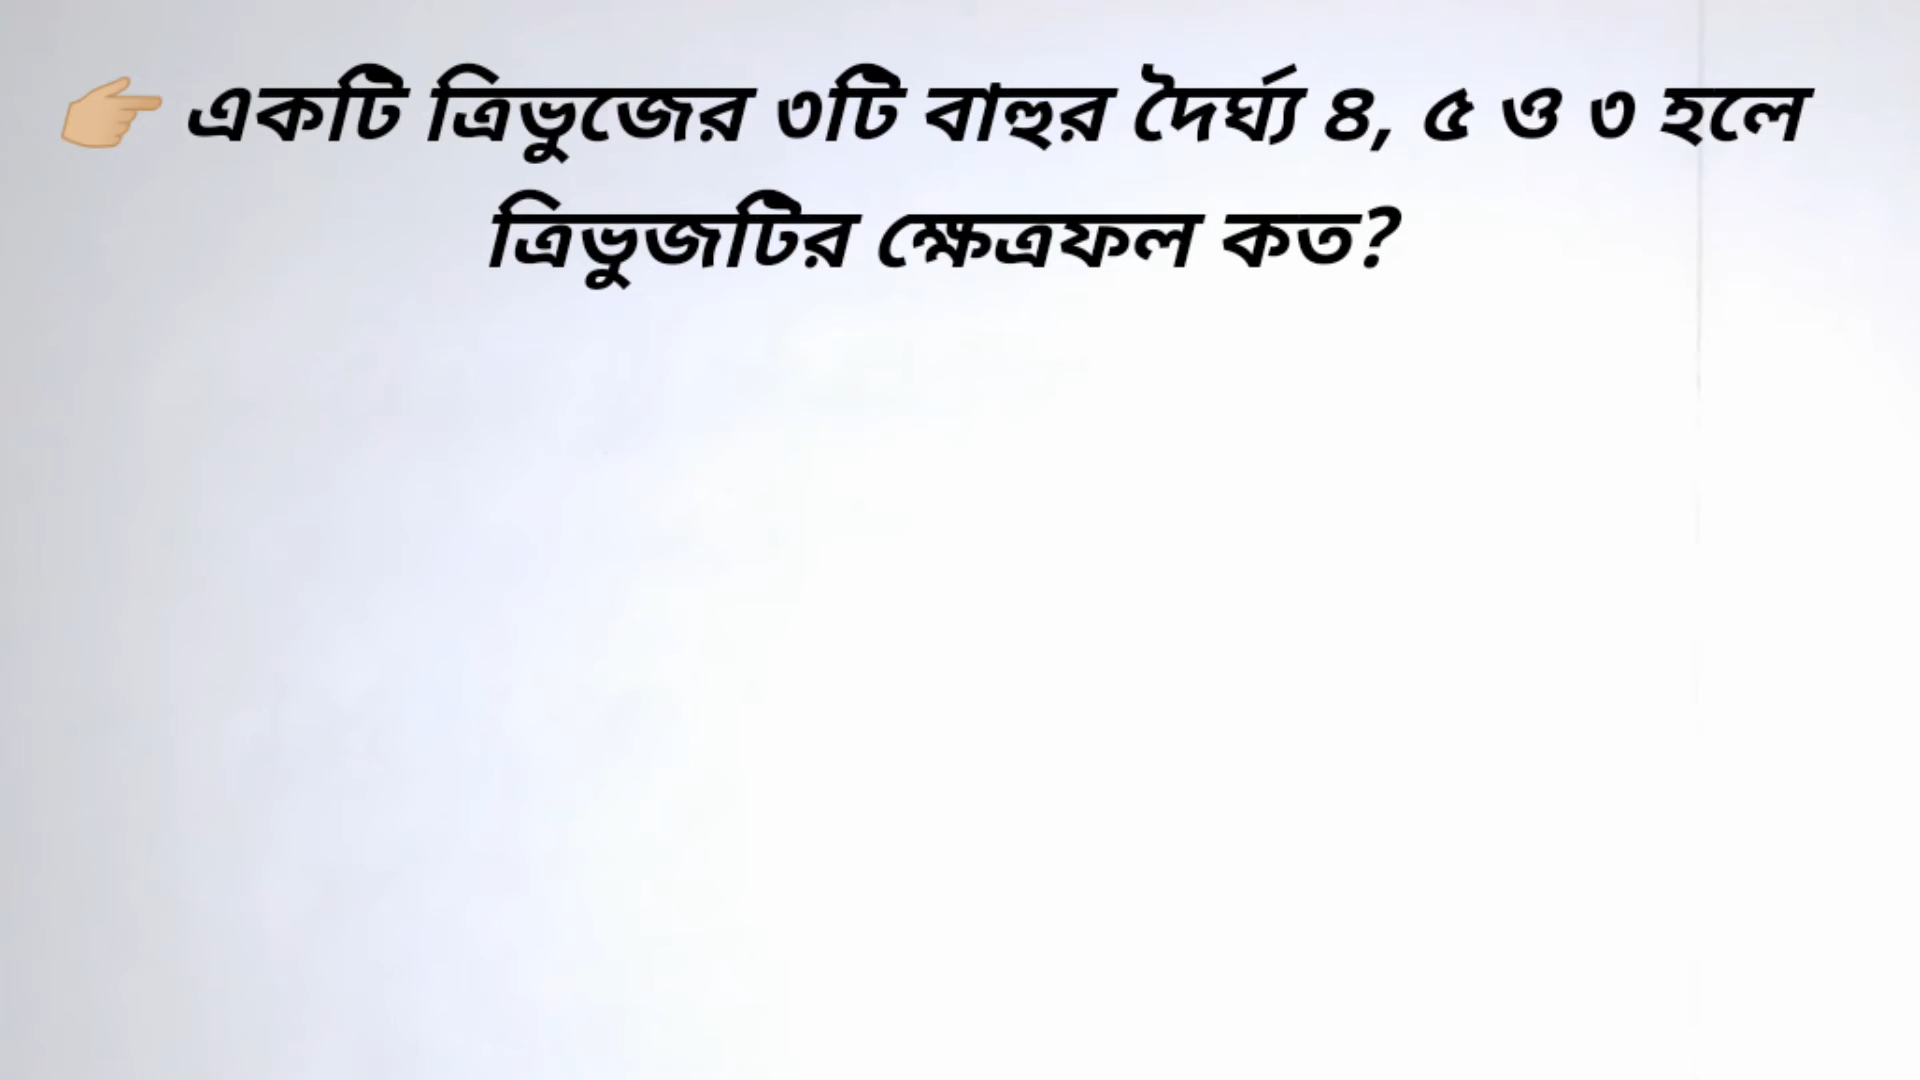 👉🏼 একটি ত্রিভুজের ৩টি বাহুর দৈর্ঘ্য ৪, ৫ ও ৩ হলে
ত্রিভুজটির ক্ষেত্রফল কত?